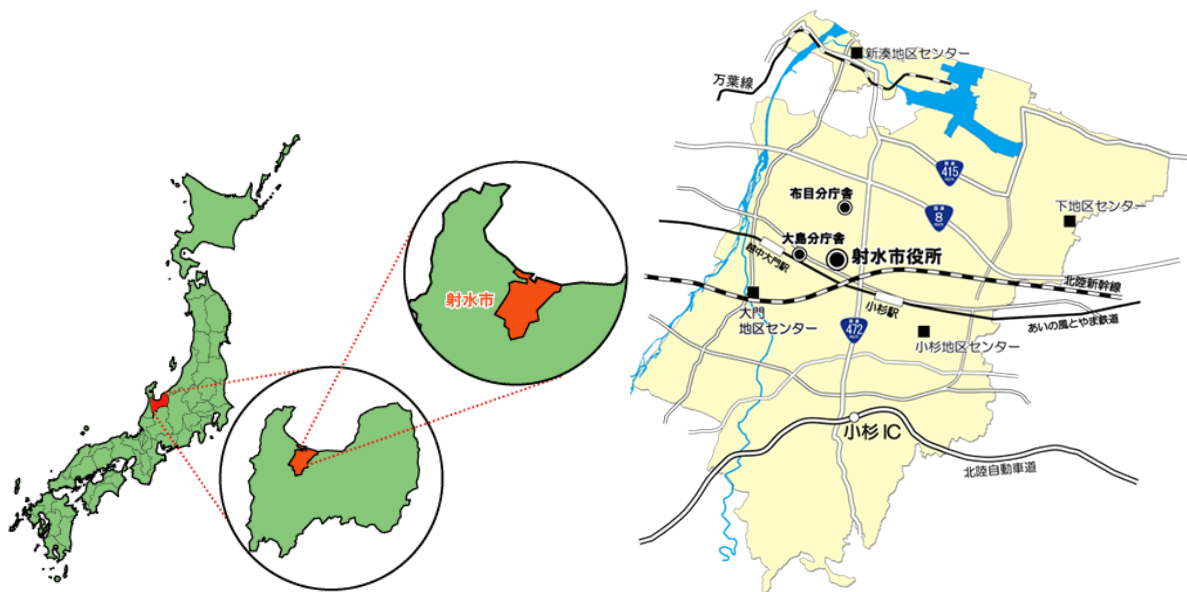 射水市
新湊地区センター
万葉線
415
布目分庁舎
8
下地区センター
大島分庁舎
射水市役所
越中大門駅
北陸新幹線
大門
地区センター
小杉駅
あいの風とやま鉄道
472
小杉地区センター
小杉IC
北陸自動車道